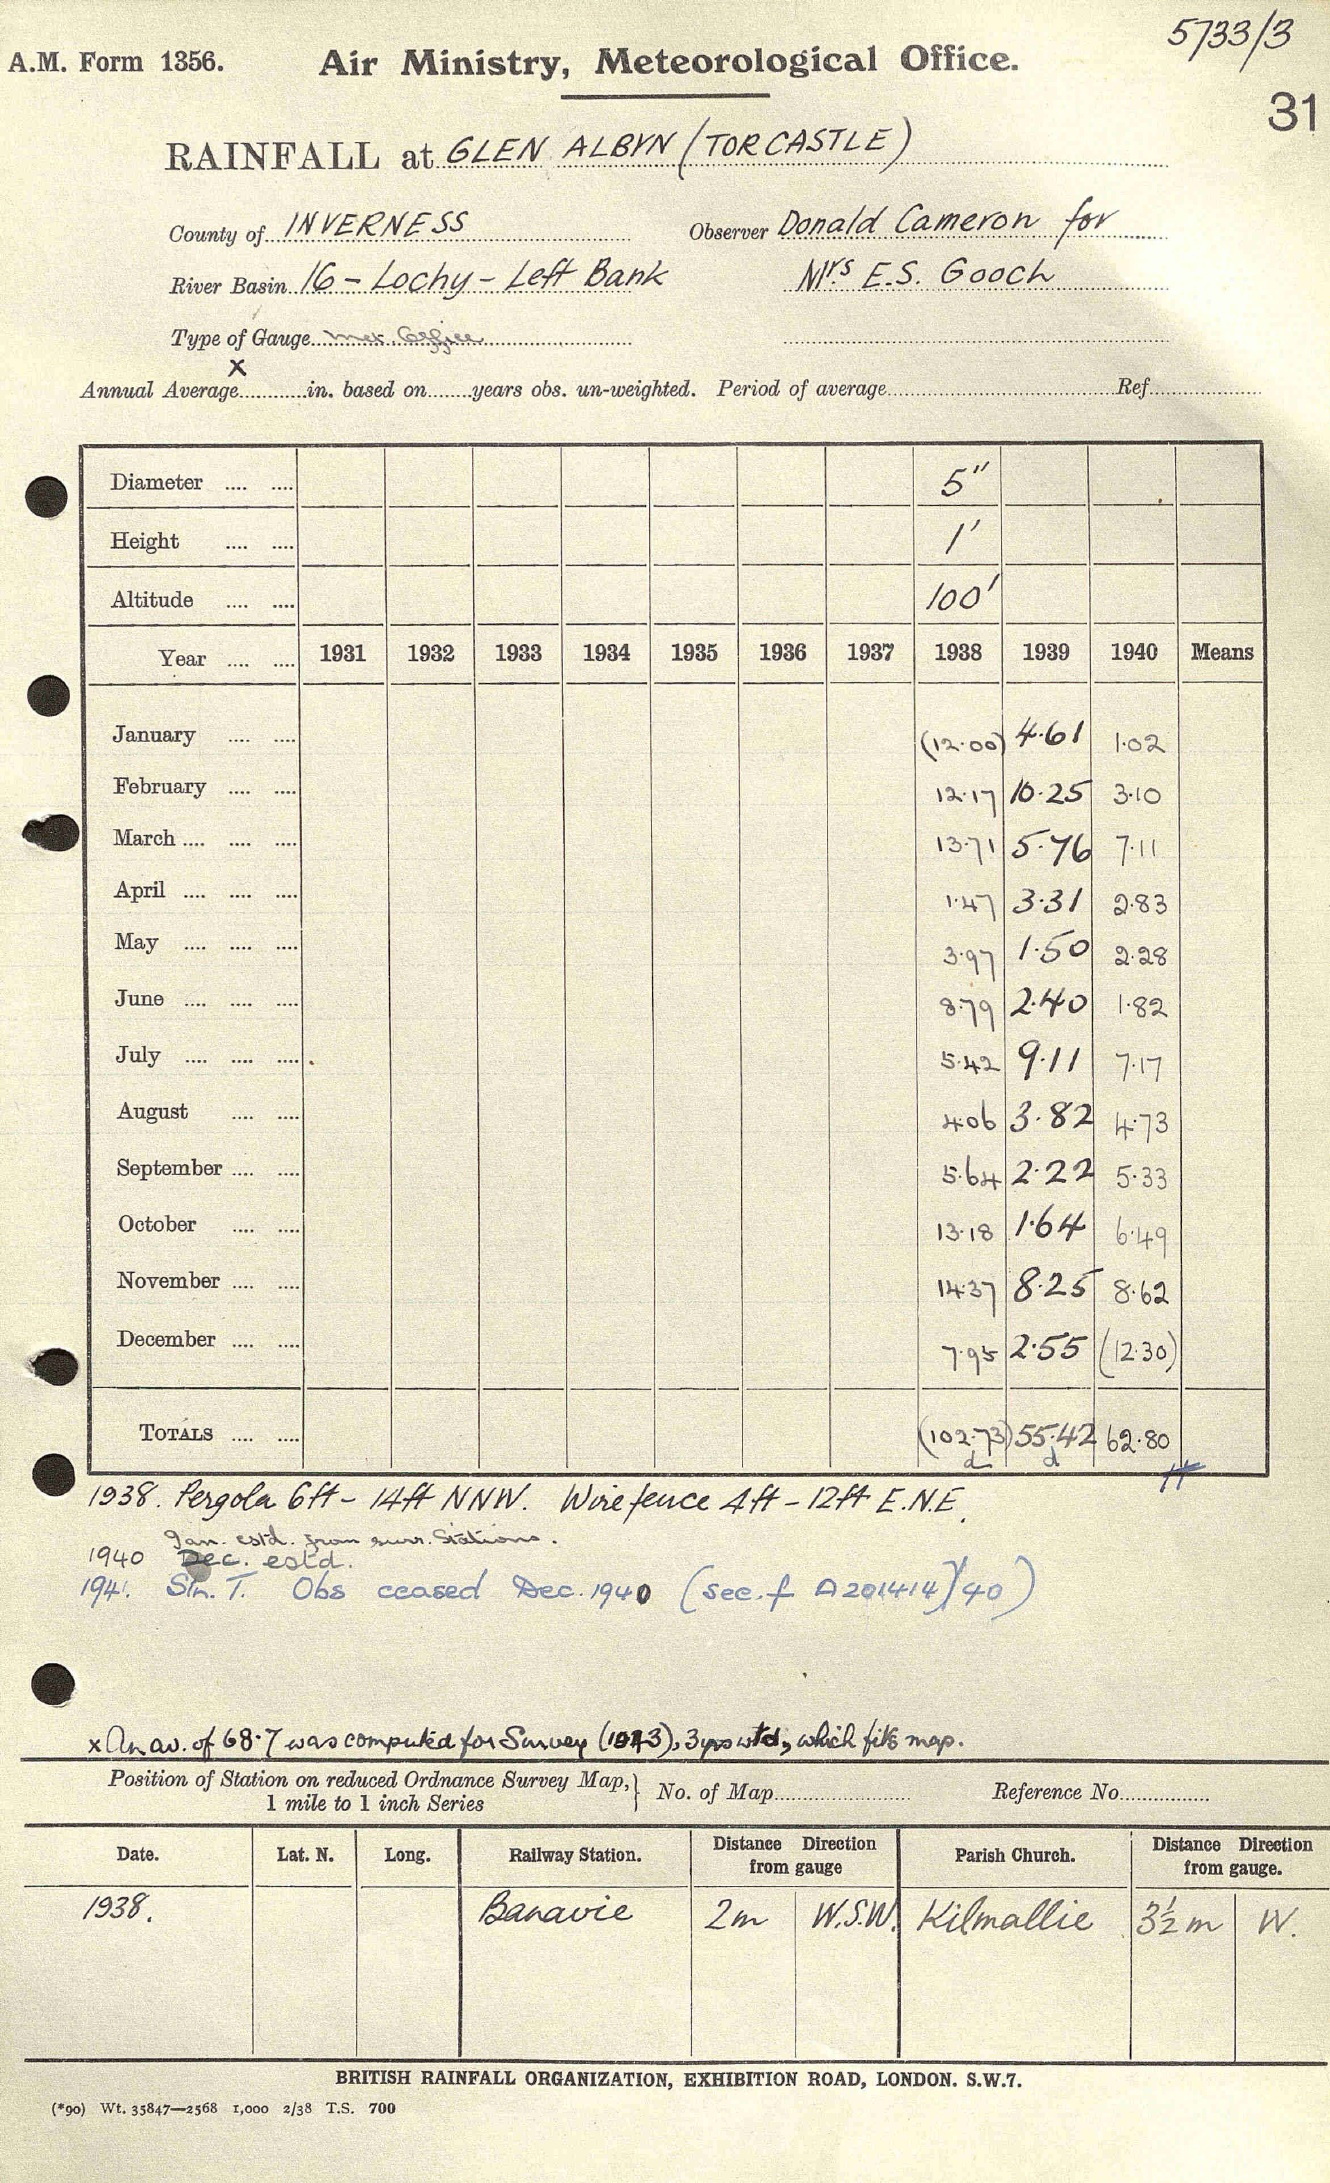 5733/3
A.M. Form 1356. Air Ministry, Meteorological Office.
31
RAINFALL at GLEN ALBYN (TORCASTLE)
County of INVERNESS Observer Donald Cameron for
River Basin 16 - Lochy - Left Bank Mrs E.S. Gooch
Type of Gauge Met. Office
x
Annual Average in. based on years obs. un-weighted. Period of average Ref.
Diameter 5"
Height 1'
Altitude 100'
Year 1931 1932 1933 1934 1935 1936 1937 1938 1939 1940 Means
January (12.00) 4.61 1.02
February 12.17 10.25 3.10
March 13.71 5.76 7.11
April 1.47 3.31 2.83
May 3.97 1.50 2.28
June 8.79 2.40 1.82
July 5.42 9.11 7.17
August 4.06 3.82 4.73
September 5.64 2.22 5.33
October 13.18 1.64 6.49
November 14.37 8.25 8.62
December 7.95 2.55 (12.30)
TOTALS (102.73) 55.42 62.80
d d
1938. Pergola 6ft - 14ft NNW. Wire fence 4ft - 12ft E.N.E.
Jan. estd. from surr. Stations.
1940 Dec. estd.
1941. Stn. T. Obs ceased Dec. 1940 (see f A201414/40)
x An av. of 68.7 was computed for Survey 3 yrs wtd, which fits map.
Position of Station on reduced Ordnance Survey Map, 1 mile to 1 inch Series } No. of Map Reference No.
Date. Lat. N. Long. Railway Station. Distance Direction from gauge Parish Church. Distance Direction from gauge.
1938. Banavie 2m W.S.W. Kilmallie 3½ m W.
BRITISH RAINFALL ORGANIZATION, EXHIBITION ROAD, LONDON. S.W.7.
(*90) Wt. 35847—2568 1,000 2/38 T.S. 700